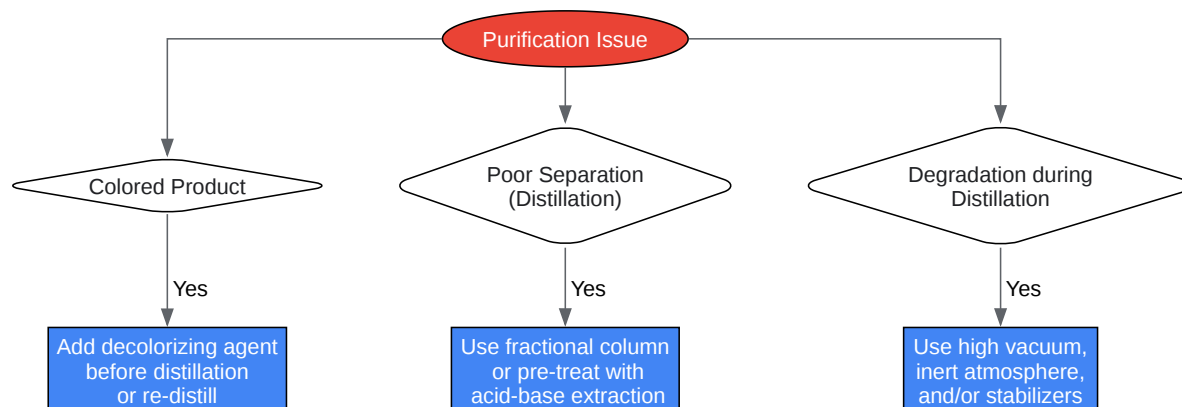 Purification Issue
Colored Product
Poor Separation
(Distillation)
Degradation during
Distillation
Yes
Yes
Yes
Add decolorizing agent
before distillation
or re-distill
Use fractional column
or pre-treat with
acid-base extraction
Use high vacuum,
inert atmosphere,
and/or stabilizers